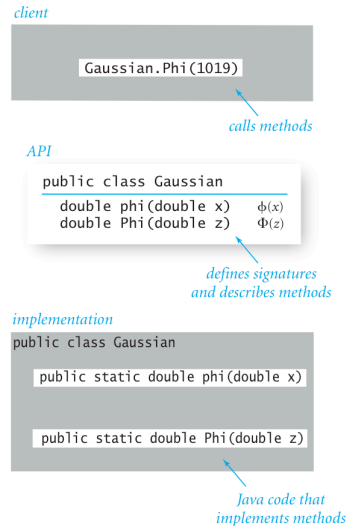 client
Gaussian.Phi(1019)
calls methods
API
public class Gaussian
double phi(double x) ϕ(x)
double Phi(double z) Φ(z)
defines signatures
and describes methods
implementation
public class Gaussian
public static double phi(double x)
public static double Phi(double z)
Java code that
implements methods